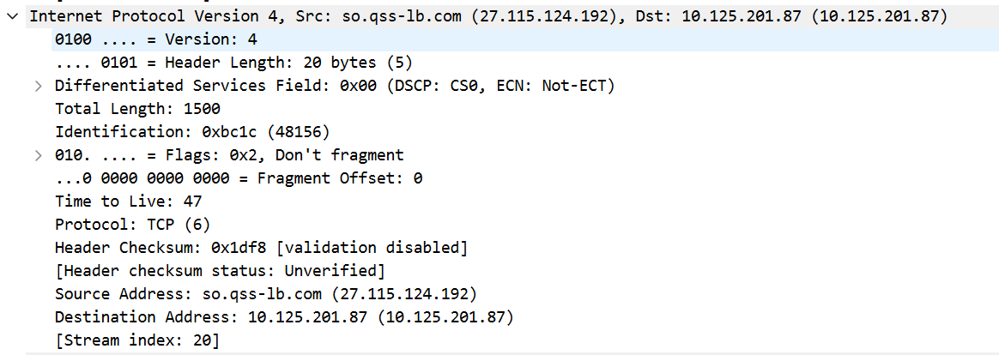 Internet Protocol Version 4, Src: so.qss-lb.com (27.115.124.192), Dst: 10.125.201.87 (10.125.201.87)
0100 .... = Version: 4
.... 0101 = Header Length: 20 bytes (5)
Differentiated Services Field: 0x00 (DSCP: CS0, ECN: Not-ECT)
Total Length: 1500
Identification: 0xbc1c (48156)
010. .... = Flags: 0x2, Don't fragment
...0 0000 0000 0000 = Fragment Offset: 0
Time to Live: 47
Protocol: TCP (6)
Header Checksum: 0x1df8 [validation disabled]
[Header checksum status: Unverified]
Source Address: so.qss-lb.com (27.115.124.192)
Destination Address: 10.125.201.87 (10.125.201.87)
[Stream index: 20]